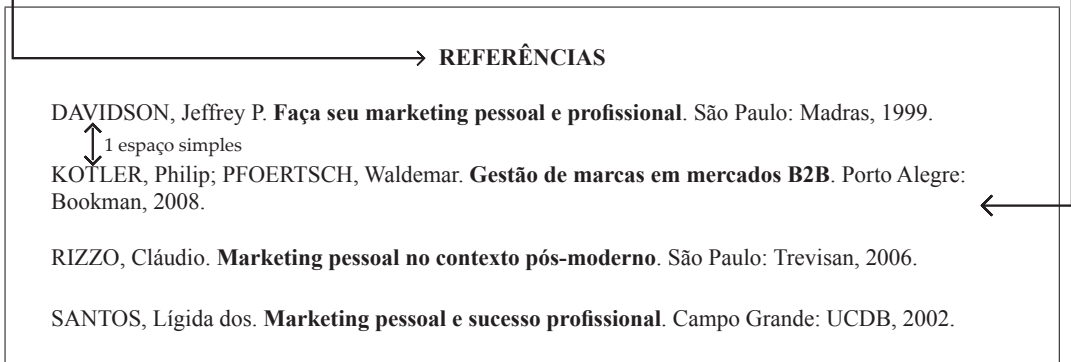 REFERÊNCIAS
DAVIDSON, Jeffrey P. Faça seu marketing pessoal e profissional. São Paulo: Madras, 1999.
1 espaço simples
KOTLER, Philip; PFOERTSCH, Waldemar. Gestão de marcas em mercados B2B. Porto Alegre:
Bookman, 2008.
RIZZO, Cláudio. Marketing pessoal no contexto pós-moderno. São Paulo: Trevisan, 2006.
SANTOS, Lígida dos. Marketing pessoal e sucesso profissional. Campo Grande: UCDB, 2002.